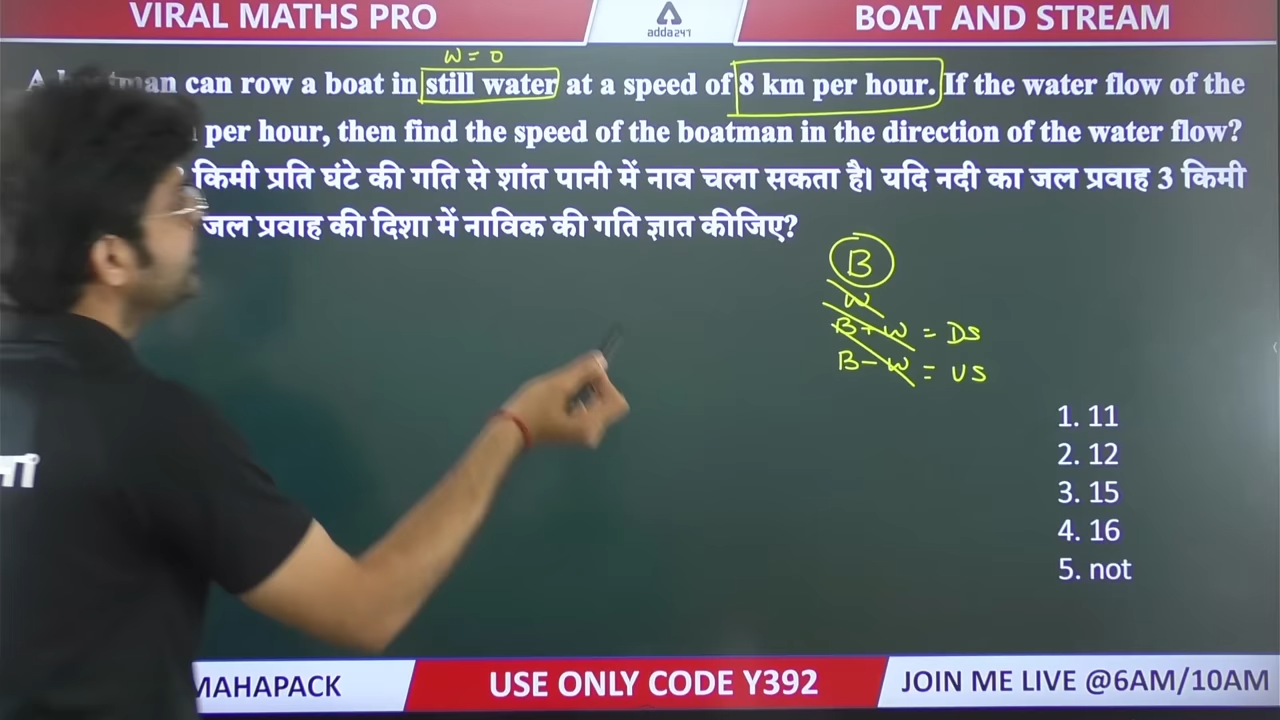 VIRAL MATHS PRO
adda247
BOAT AND STREAM
W = 0
A can row a boat in still water at a speed of 8 km per hour. If the water flow of the
per hour, then find the speed of the boatman in the direction of the water flow?
किमी प्रति घंटे की गति से शांत पानी में नाव चला सकता है। यदि नदी का जल प्रवाह 3 किमी
जल प्रवाह की दिशा में नाविक की गति ज्ञात कीजिए?
B
W
B + W = DS
B - W = US
1. 11
2. 12
3. 15
4. 16
5. not
MAHAPACK
USE ONLY CODE Y392
JOIN ME LIVE @6AM/10AM